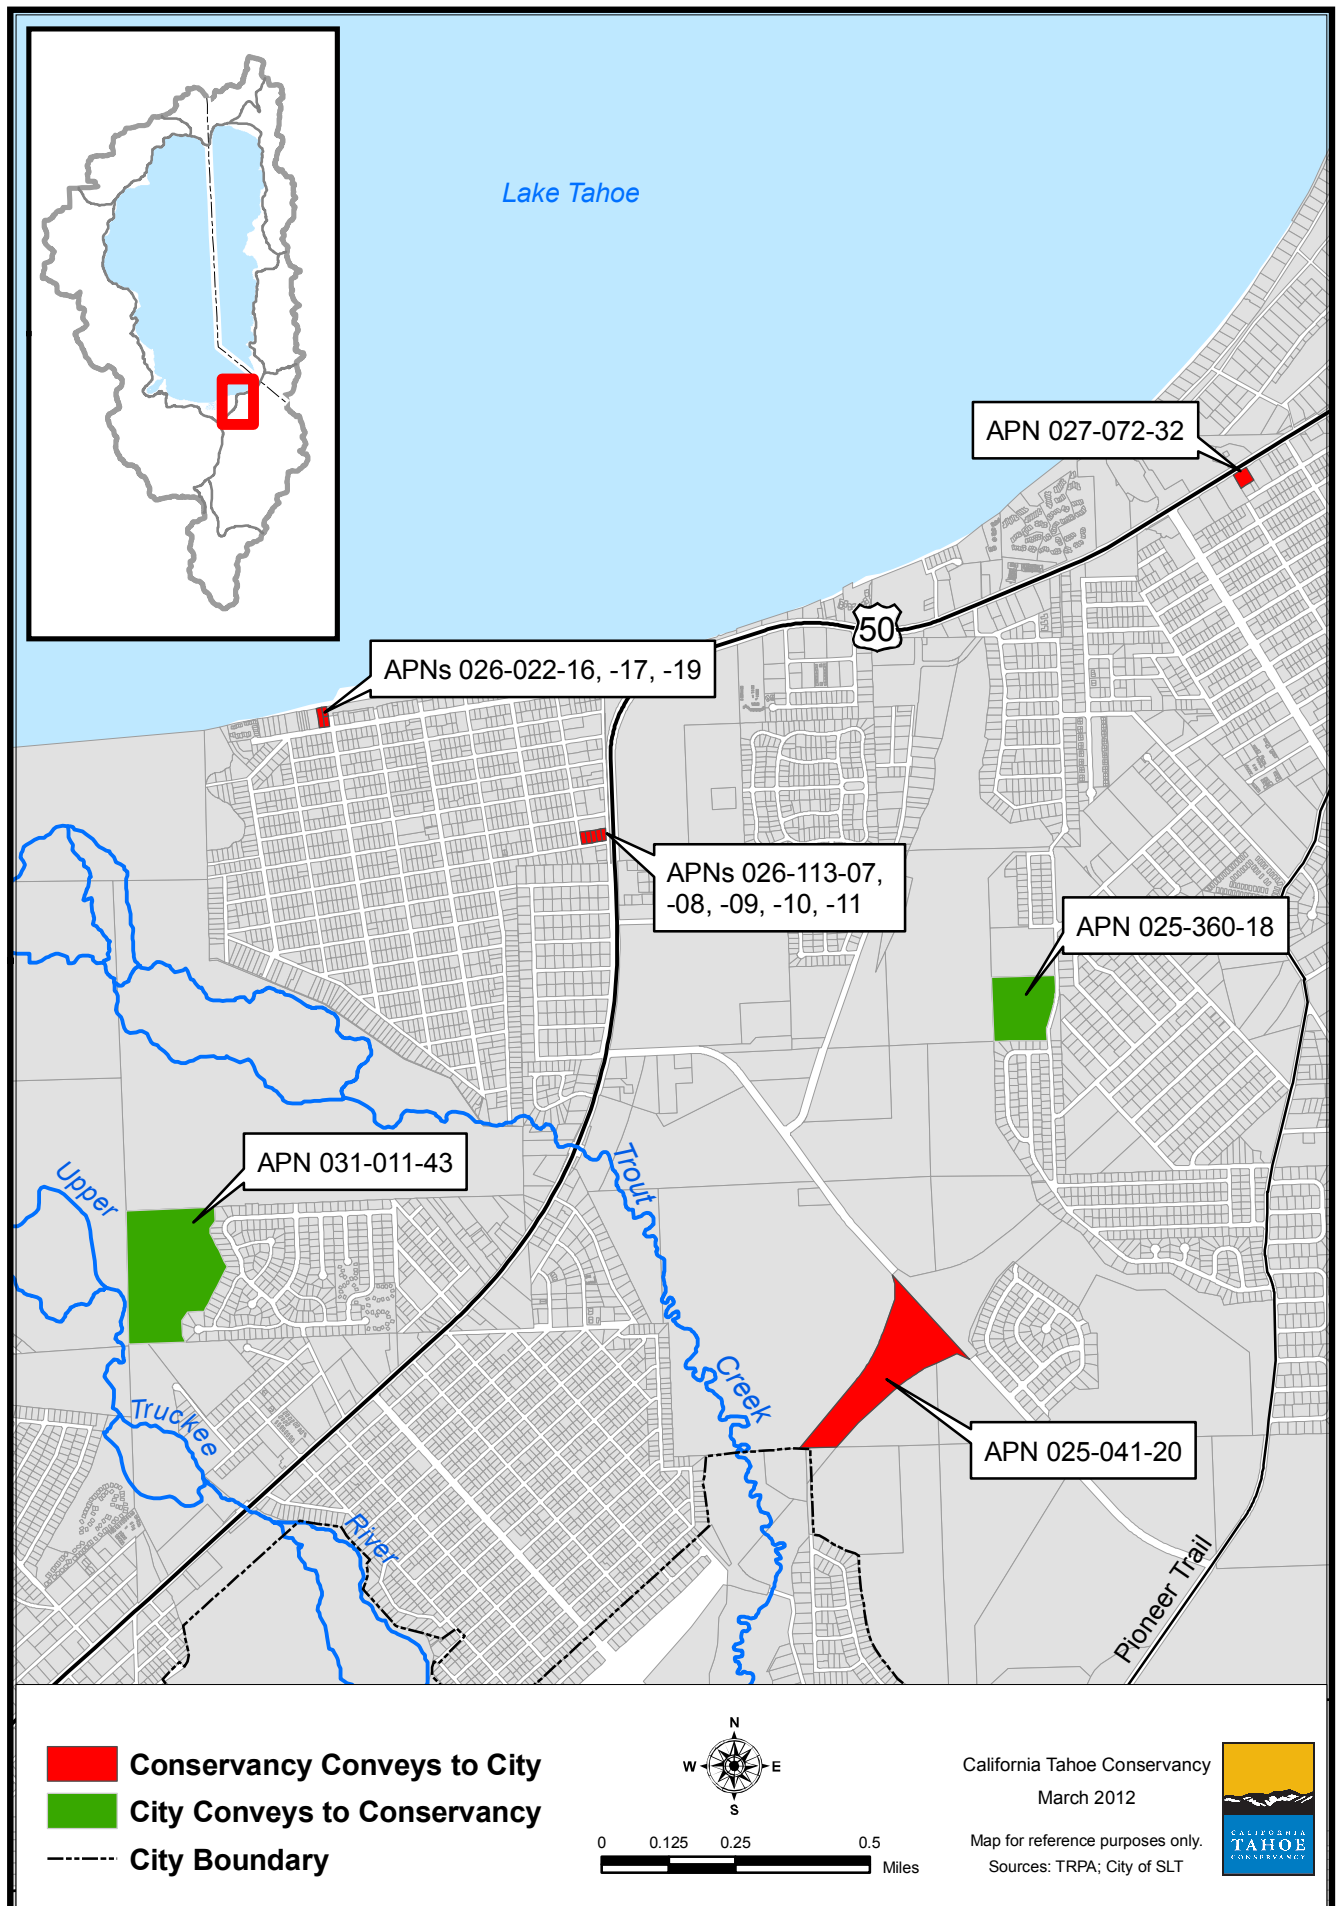 Lake Tahoe
APN 027-072-32
50
APNs 026-022-16, -17, -19
APNs 026-113-07,
-08, -09, -10, -11
APN 025-360-18
APN 031-011-43
Upper
Truckee
River
Trout
Creek
APN 025-041-20
Pioneer Trail
Conservancy Conveys to City
City Conveys to Conservancy
City Boundary
N
W E
S
0 0.125 0.25 0.5
Miles
California Tahoe Conservancy
March 2012
Map for reference purposes only.
Sources: TRPA; City of SLT
CALIFORNIA
TAHOE
CONSERVANCY